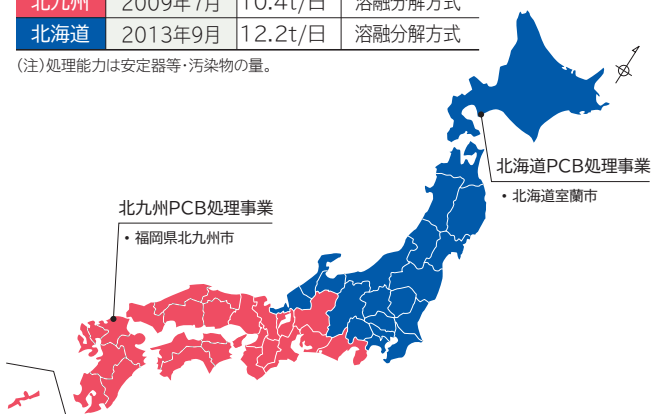 北九州 2009年7月 10.4t/日 溶融分解方式
北海道 2013年9月 12.2t/日 溶融分解方式
(注)処理能力は安定器等・汚染物の量。
北海道PCB処理事業
・北海道室蘭市
北九州PCB処理事業
・福岡県北九州市